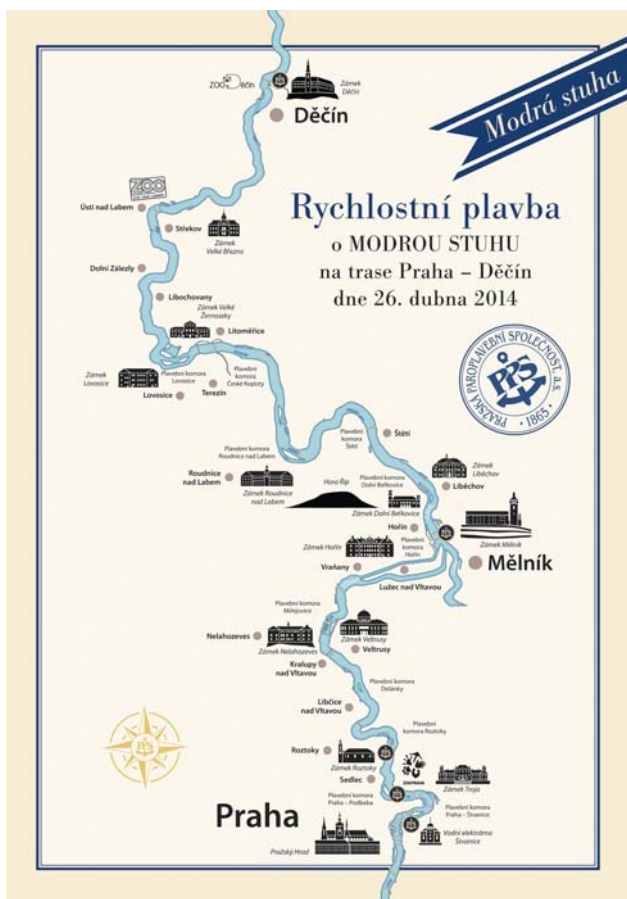 Modrá stuha
ZOO Děčín
Zámek
Děčín
Děčín
ZOO
Ústí nad Labem
Střekov
Zámek
Velké Březno
Rychlostní plavba
o MODROU STUHU
na trase Praha – Děčín
dne 26. dubna 2014
Dolní Zálezly
Libochovany
Zámek Velké
Žernoseky
Litoměřice
PRAŽSKÁ PAROPLAVEBNÍ SPOLEČNOST, a.s.
PPS
· 1865 ·
Zámek
Lovosice
Plavební komora
Lovosice
Plavební
komora
České Kopisty
Lovosice
Terezín
Štětí
Plavební
komora
Štětí
Plavební komora
Roudnice nad Labem
Roudnice
nad Labem
Zámek Roudnice
nad Labem
Hora Říp
Plavební komora
Dolní Beřkovice
Zámek
Liběchov
Liběchov
Zámek Dolní Beřkovice
Hořín
Plavební
komora
Hořín
Zámek Mělník
Zámek Hořín
Mělník
Vraňany
Lužec nad Vltavou
Plavební komora
Miřejovice
Nelahozeves
Zámek Nelahozeves
Zámek Veltrusy
Veltrusy
Kralupy
nad Vltavou
Plavební komora
Dolánky
Libčice
nad Vltavou
Plavební
komora Roztoky
Roztoky
Zámek Roztoky
Sedlec
ZOOPRAHA
Zámek Troja
Plavební komora
Praha – Podbaba
Plavební komora
Praha – Štvanice
Praha
Pražský Hrad
Vodní elektrárna
Štvanice
PPS